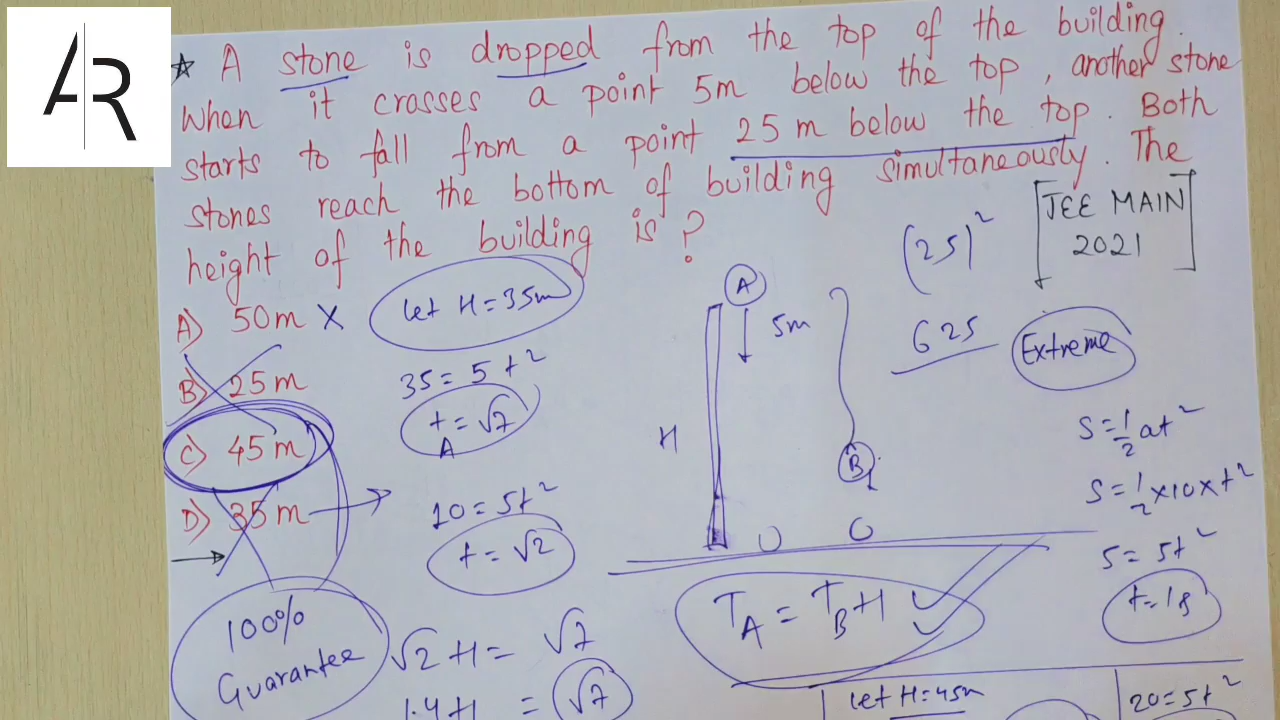 AR
☆ A stone is dropped from the top of the building.
When it crosses a point 5m below the top, another stone
starts to fall from a point 25 m below the top. Both
stones reach the bottom of building simultaneously. The
height of the building is ?
[JEE MAIN
2021]
(25)²
625
Extreme
A) 50m X
B) 25m
C) 45m
D) 35m
let H=35m
35 = 5t²
t_A = √7
10 = 5t²
t = √2
√2+1 = √7
1.4+1 = √7
100%
Guarantee
A
5m
H
B
T_A = T_B+1
S=½at²
S=½×10×t²
5 = 5t²
t=1s
let H=45m
20=5t²